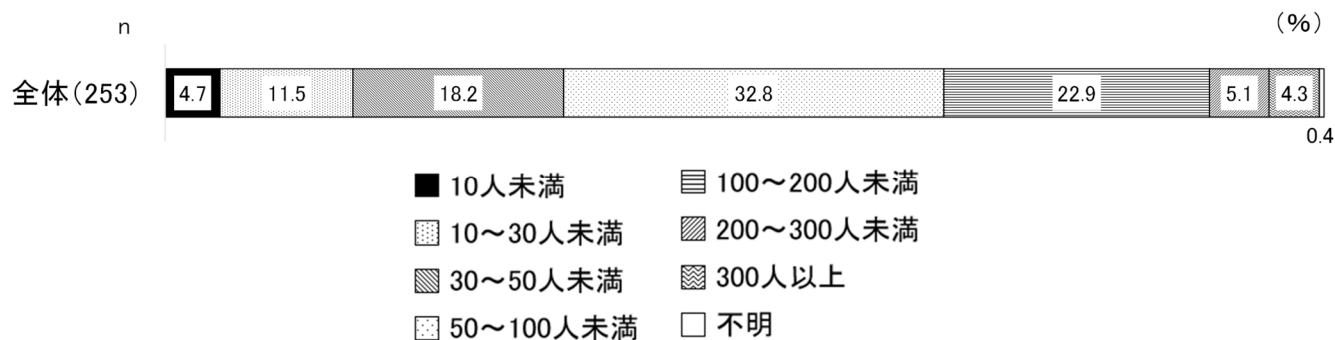 n
(%)
全体(253)
4.7 11.5 18.2 32.8 22.9 5.1 4.3
0.4
10人未満
10～30人未満
30～50人未満
50～100人未満
100～200人未満
200～300人未満
300人以上
不明